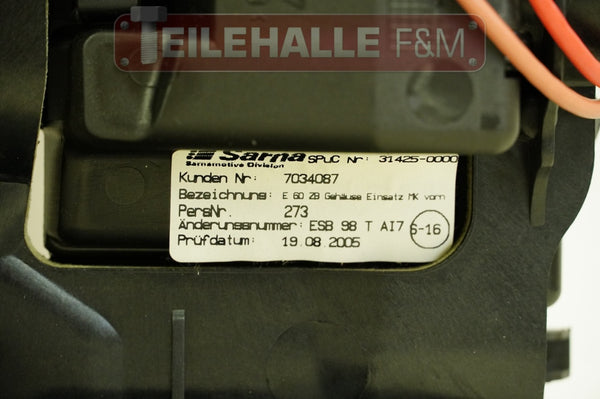 TEILEHALLE F&M
Sarna SPUC Nr: 31425-0000
Sarnamotive Division
Kunden Nr: 7034087
Bezeichnung: E 60 ZB Gehäuse Einsatz MK vorn
PersNr. 273
Änderungsnummer: ESB 98 T AI7 6-16
Prüfdatum: 19.08.2005